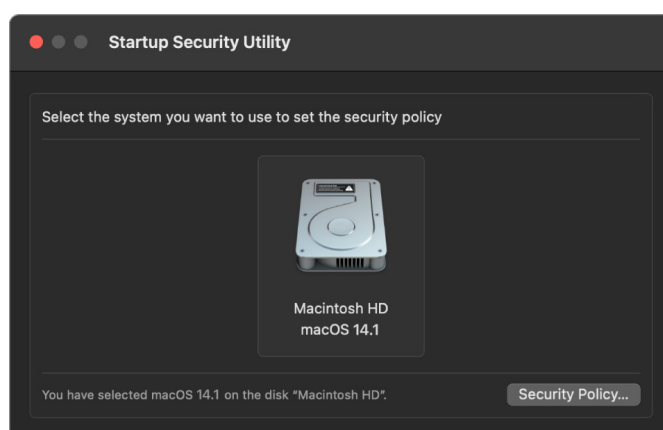 Startup Security Utility
Select the system you want to use to set the security policy
Macintosh HD
macOS 14.1
You have selected macOS 14.1 on the disk “Macintosh HD”.
Security Policy...